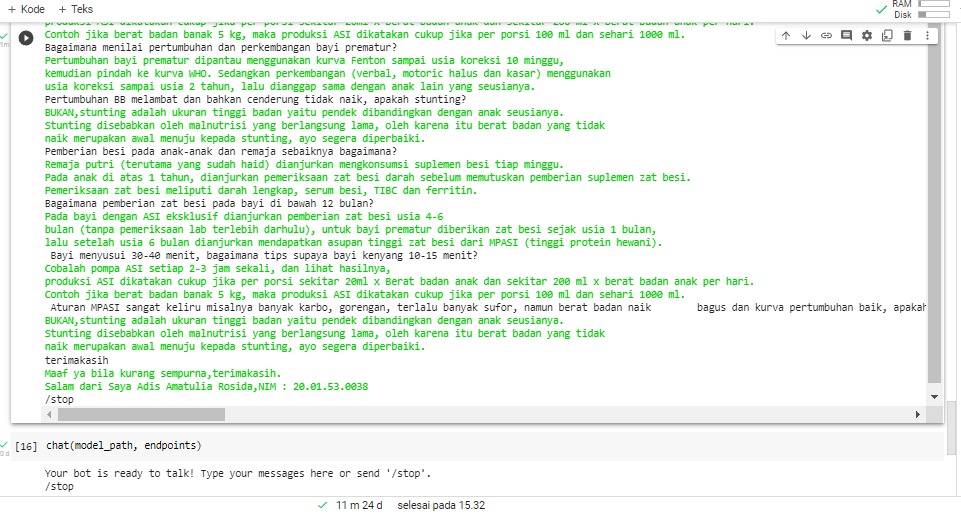 + Kode + Teks
RAM
Disk
produksi ASI dikatakan cukup jika per porsi sekitar 20ml x Berat badan anak dan sekitar 200 ml x berat badan anak per hari.
Contoh jika berat badan banak 5 kg, maka produksi ASI dikatakan cukup jika per porsi 100 ml dan sehari 1000 ml.
Bagaimana menilai pertumbuhan dan perkembangan bayi prematur?
Pertumbuhan bayi prematur dipantau menggunakan kurva Fenton sampai usia koreksi 10 minggu,
kemudian pindah ke kurva WHO. Sedangkan perkembangan (verbal, motoric halus dan kasar) menggunakan
usia koreksi sampai usia 2 tahun, lalu dianggap sama dengan anak lain yang seusianya.
Pertumbuhan BB melambat dan bahkan cenderung tidak naik, apakah stunting?
BUKAN,stunting adalah ukuran tinggi badan yaitu pendek dibandingkan dengan anak seusianya.
Stunting disebabkan oleh malnutrisi yang berlangsung lama, oleh karena itu berat badan yang tidak
naik merupakan awal menuju kepada stunting, ayo segera diperbaiki.
Pemberian besi pada anak-anak dan remaja sebaiknya bagaimana?
Remaja putri (terutama yang sudah haid) dianjurkan mengkonsumsi suplemen besi tiap minggu.
Pada anak di atas 1 tahun, dianjurkan pemeriksaan zat besi darah sebelum memutuskan pemberian suplemen zat besi.
Pemeriksaan zat besi meliputi darah lengkap, serum besi, TIBC dan ferritin.
Bagaimana pemberian zat besi pada bayi di bawah 12 bulan?
Pada bayi dengan ASI eksklusif dianjurkan pemberian zat besi usia 4-6
bulan (tanpa pemeriksaan lab terlebih darhulu), untuk bayi prematur diberikan zat besi sejak usia 1 bulan,
lalu setelah usia 6 bulan dianjurkan mendapatkan asupan tinggi zat besi dari MPASI (tinggi protein hewani).
Bayi menyusui 30-40 menit, bagaimana tips supaya bayi kenyang 10-15 menit?
Cobalah pompa ASI setiap 2-3 jam sekali, dan lihat hasilnya,
produksi ASI dikatakan cukup jika per porsi sekitar 20ml x Berat badan anak dan sekitar 200 ml x berat badan anak per hari.
Contoh jika berat badan banak 5 kg, maka produksi ASI dikatakan cukup jika per porsi 100 ml dan sehari 1000 ml.
Aturan MPASI sangat keliru misalnya banyak karbo, gorengan, terlalu banyak sufor, namun berat badan naik bagus dan kurva pertumbuhan baik, apakah
BUKAN,stunting adalah ukuran tinggi badan yaitu pendek dibandingkan dengan anak seusianya.
Stunting disebabkan oleh malnutrisi yang berlangsung lama, oleh karena itu berat badan yang tidak
naik merupakan awal menuju kepada stunting, ayo segera diperbaiki.
terimakasih
Maaf ya bila kurang sempurna,terimakasih.
Salam dari Saya Adis Amatulia Rosida,NIM : 20.01.53.0038
/stop
[16] chat(model_path, endpoints)
Your bot is ready to talk! Type your messages here or send '/stop'.
/stop
11 m 24 d selesai pada 15.32